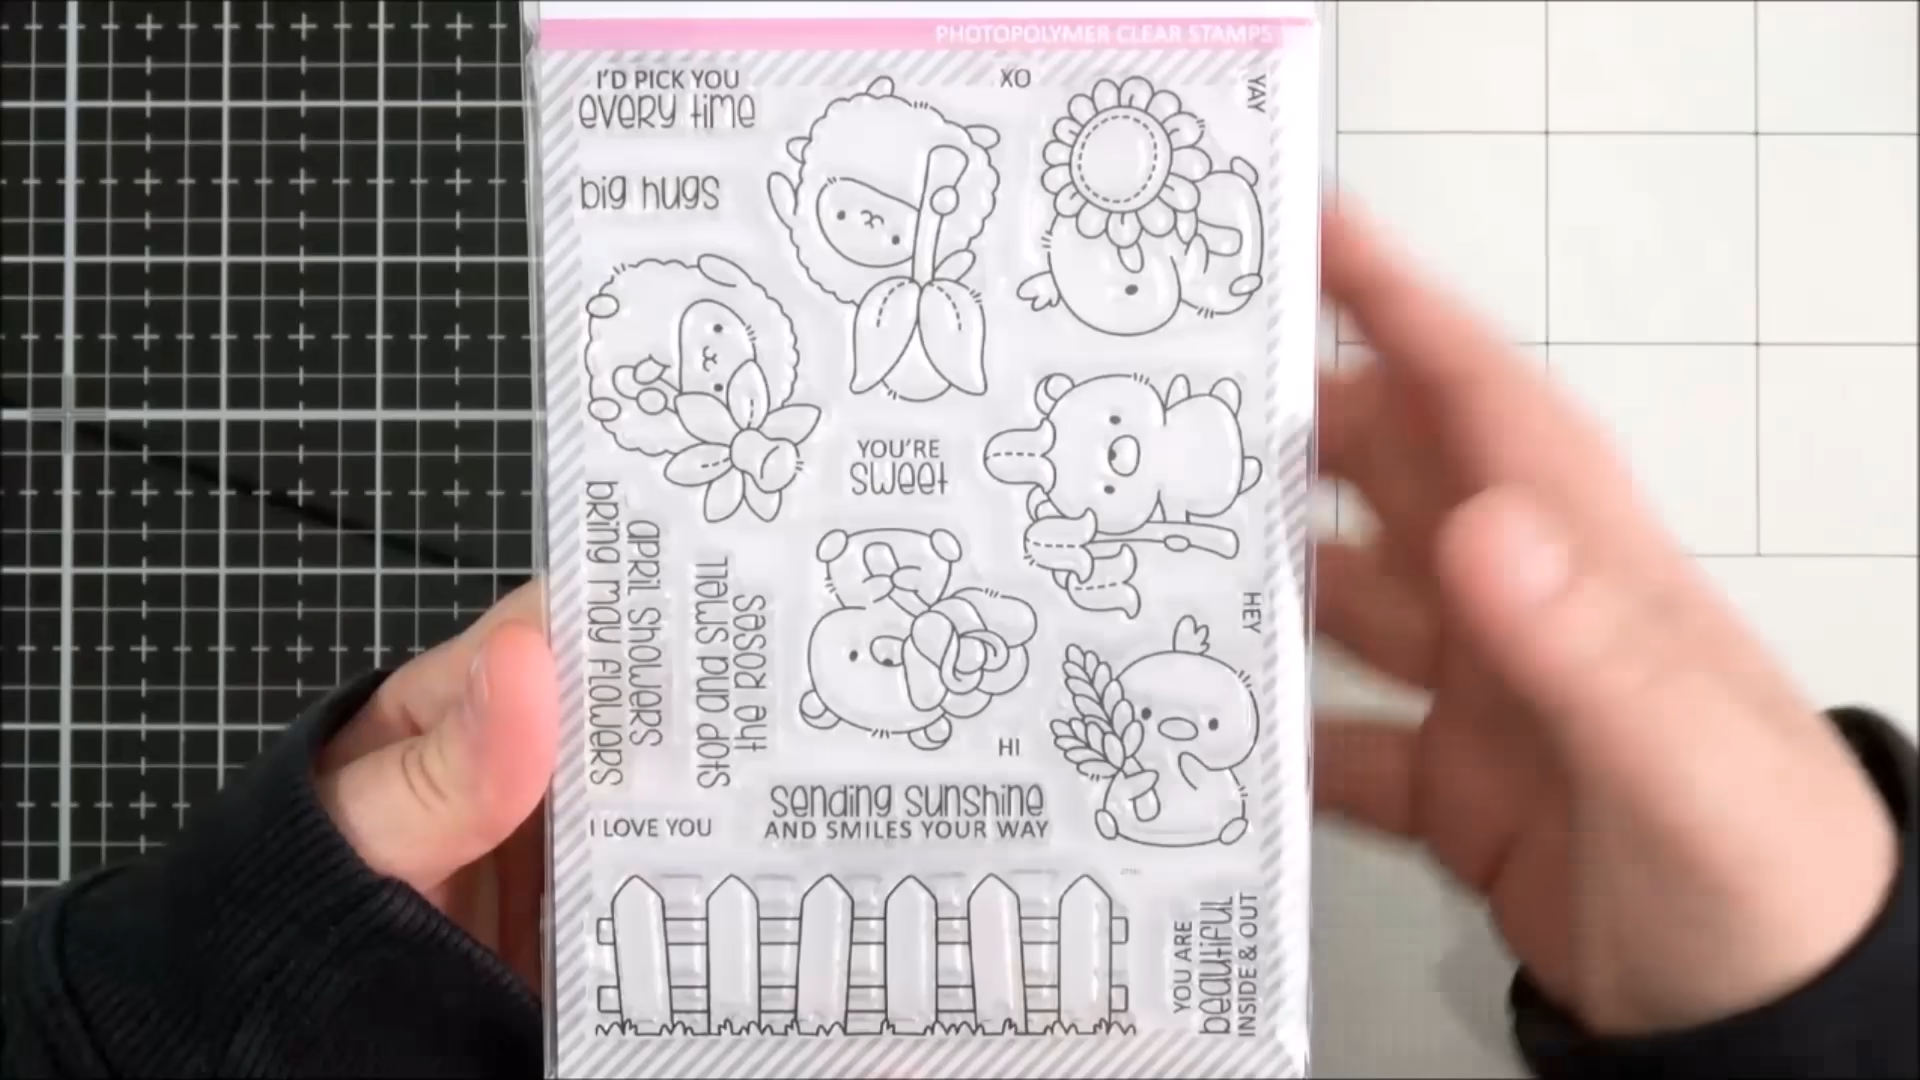 PHOTOPOLYMER CLEAR STAMPS
I'D PICK YOU
every time
XO
YAY
big hugs
YOU'RE
sweet
april showers
bring may flowers
stop and smell
the roses
HEY
HI
sending sunshine
AND SMILES YOUR WAY
I LOVE YOU
YOU ARE
beautiful
INSIDE & OUT